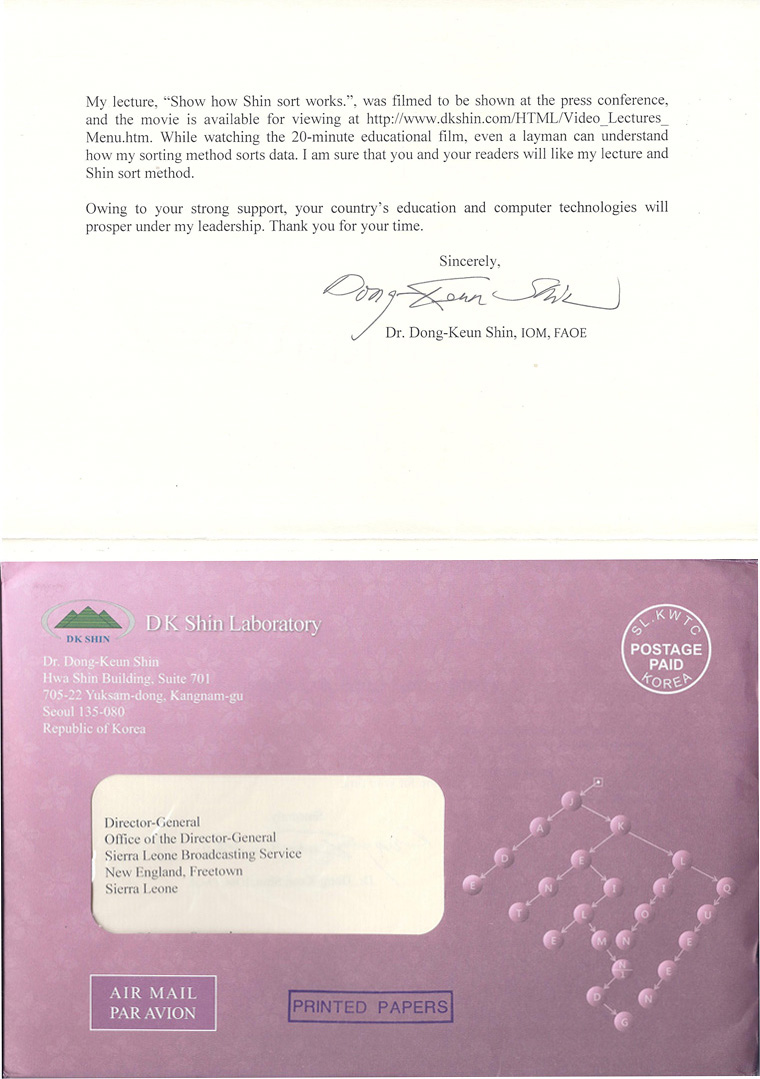 My lecture, “Show how Shin sort works.”, was filmed to be shown at the press conference,
and the movie is available for viewing at http://www.dkshin.com/HTML/Video_Lectures_
Menu.htm. While watching the 20-minute educational film, even a layman can understand
how my sorting method sorts data. I am sure that you and your readers will like my lecture and
Shin sort method.
Owing to your strong support, your country’s education and computer technologies will
prosper under my leadership. Thank you for your time.
Sincerely,
Dong-Keun Shin
Dr. Dong-Keun Shin, IOM, FAOE
DK SHIN
DK Shin Laboratory
Dr. Dong-Keun Shin
Hwa Shin Building, Suite 701
705-22 Yuksam-dong, Kangnam-gu
Seoul 135-080
Republic of Korea
SL.KWTC
POSTAGE
PAID
KOREA
Director-General
Office of the Director-General
Sierra Leone Broadcasting Service
New England, Freetown
Sierra Leone
J
A K
D E L
E N I I Q
T L O U
E M N E
N E
D N
G
AIR MAIL
PAR AVION
PRINTED PAPERS